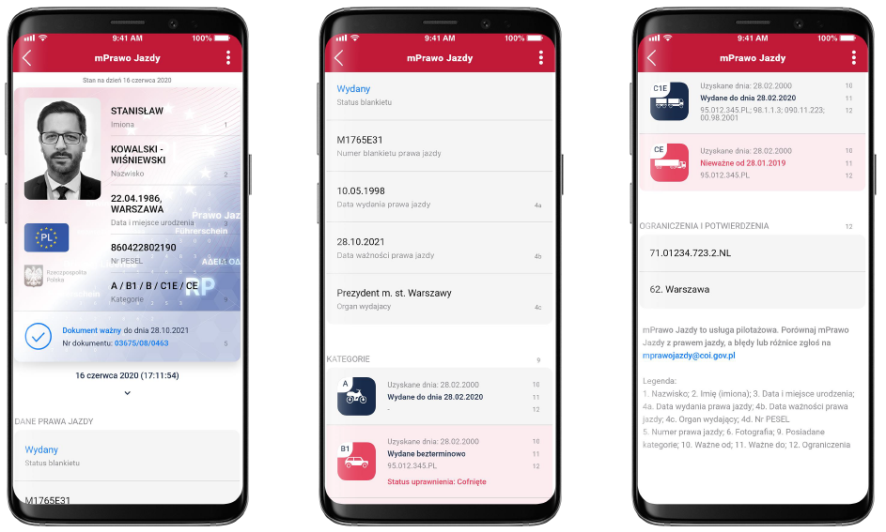 9:41 AM
100%
mPrawo Jazdy
Stan na dzień 16 czerwca 2020
STANISŁAW
Imiona 1
KOWALSKI -
WIŚNIEWSKI
Nazwisko 2
22.04.1986,
WARSZAWA
Data i miejsce urodzenia 3
Prawo Jaz
Führerschein
PL
860422802190
Nr PESEL
ΑΔΕΙΣ ΟΔ
Rzeczpospolita
Polska
A / B1 / B / C1E / CE
Kategorie 9
RP
Dokument ważny do dnia 28.10.2021
Nr dokumentu: 03675/08/0463 5
16 czerwca 2020 (17:11:54)
DANE PRAWA JAZDY
Wydany
Status blankietu
M1765E31
9:41 AM
100%
mPrawo Jazdy
Wydany
Status blankietu
M1765E31
Numer blankietu prawa jazdy
10.05.1998
Data wydania prawa jazdy 4a
28.10.2021
Data ważności prawa jazdy 4b
Prezydent m. st. Warszawy
Organ wydający 4c
KATEGORIE 9
A
Uzyskane dnia: 28.02.2000 10
Wydane do dnia 28.02.2020 11
- 12
B1
Uzyskane dnia: 28.02.2000 10
Wydane bezterminowo 11
95.012.345.PL 12
Status uprawnienia: Cofnięte
9:41 AM
100%
mPrawo Jazdy
C1E
Uzyskane dnia: 28.02.2000 10
Wydane do dnia 28.02.2020 11
95.012.345.PL; 98.1.1.3; 090.11.223; 12
00.98.2001
CE
Uzyskane dnia: 28.02.2000 10
Nieważne od 28.01.2019 11
95.012.345.PL 12
OGRANICZENIA I POTWIERDZENIA 12
71.01234.723.2.NL
62. Warszawa
mPrawo Jazdy to usługa pilotażowa. Porównaj mPrawo
Jazdy z prawem jazdy, a błędy lub różnice zgłoś na
mprawojazdy@coi.gov.pl
Legenda:
1. Nazwisko; 2. Imię (imiona); 3. Data i miejsce urodzenia;
4a. Data wydania prawa jazdy; 4b. Data ważności prawa
jazdy; 4c. Organ wydający; 4d. Nr PESEL
5. Numer prawa jazdy; 6. Fotografia; 9. Posiadane
kategorie; 10. Ważne od; 11. Ważne do; 12. Ograniczenia